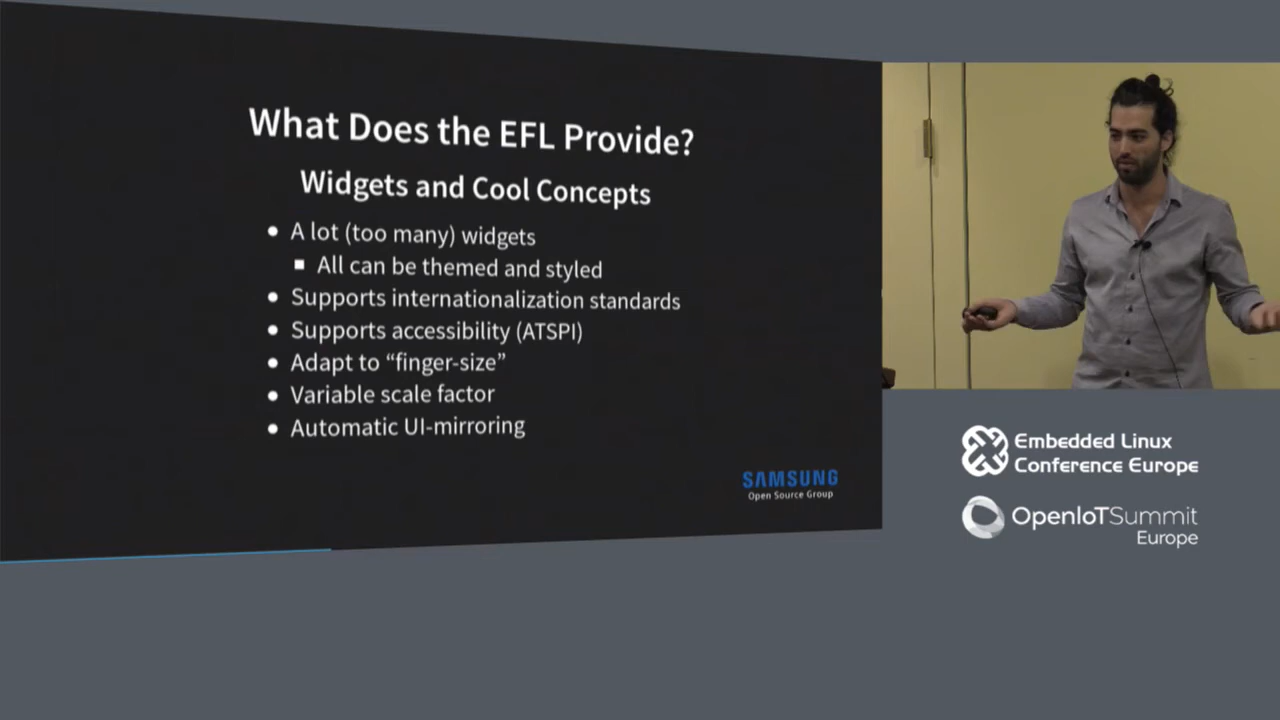 What Does the EFL Provide?
Widgets and Cool Concepts
A lot (too many) widgets
All can be themed and styled
Supports internationalization standards
Supports accessibility (ATSPI)
Adapt to “finger-size”
Variable scale factor
Automatic UI-mirroring
SAMSUNG
Open Source Group
Embedded Linux
Conference Europe
OpenIoTSummit
Europe